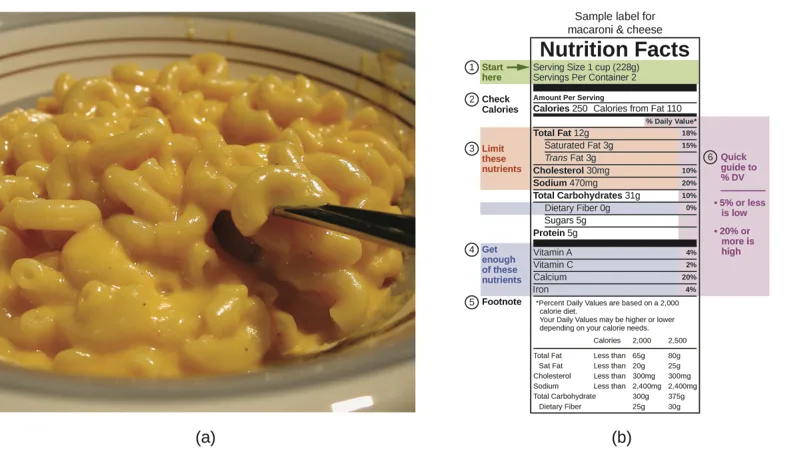 Sample label for
macaroni & cheese
Nutrition Facts
1 Start here
Serving Size 1 cup (228g)
Servings Per Container 2
2 Check Calories
Amount Per Serving
Calories 250 Calories from Fat 110
% Daily Value*
3 Limit these nutrients
Total Fat 12g 18%
Saturated Fat 3g 15%
Trans Fat 3g
Cholesterol 30mg 10%
Sodium 470mg 20%
Total Carbohydrates 31g 10%
Dietary Fiber 0g 0%
Sugars 5g
Protein 5g
4 Get enough of these nutrients
Vitamin A 4%
Vitamin C 2%
Calcium 20%
Iron 4%
5 Footnote
*Percent Daily Values are based on a 2,000
calorie diet.
Your Daily Values may be higher or lower
depending on your calorie needs.
Calories 2,000 2,500
Total Fat Less than 65g 80g
Sat Fat Less than 20g 25g
Cholesterol Less than 300mg 300mg
Sodium Less than 2,400mg 2,400mg
Total Carbohydrate 300g 375g
Dietary Fiber 25g 30g
6 Quick
guide to
% DV
• 5% or less
is low
• 20% or
more is
high
(a)
(b)